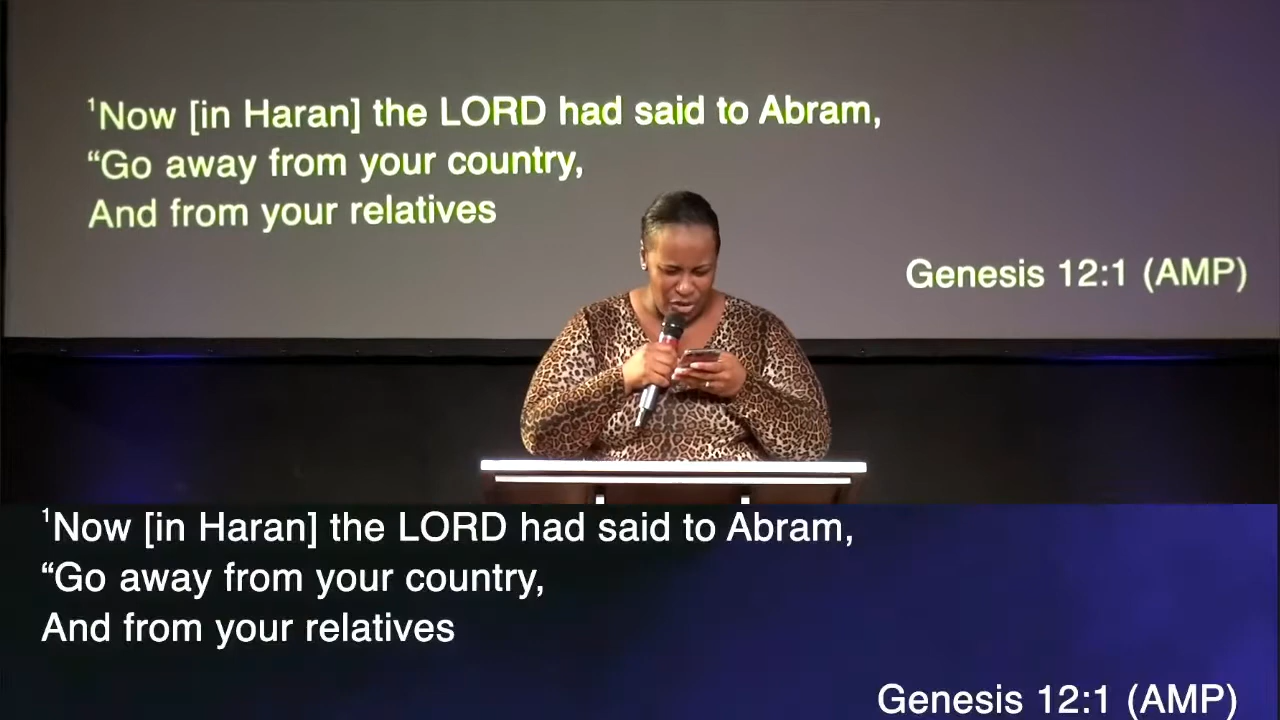 ¹Now [in Haran] the LORD had said to Abram,
“Go away from your country,
And from your relatives
Genesis 12:1 (AMP)
¹Now [in Haran] the LORD had said to Abram,
“Go away from your country,
And from your relatives
Genesis 12:1 (AMP)